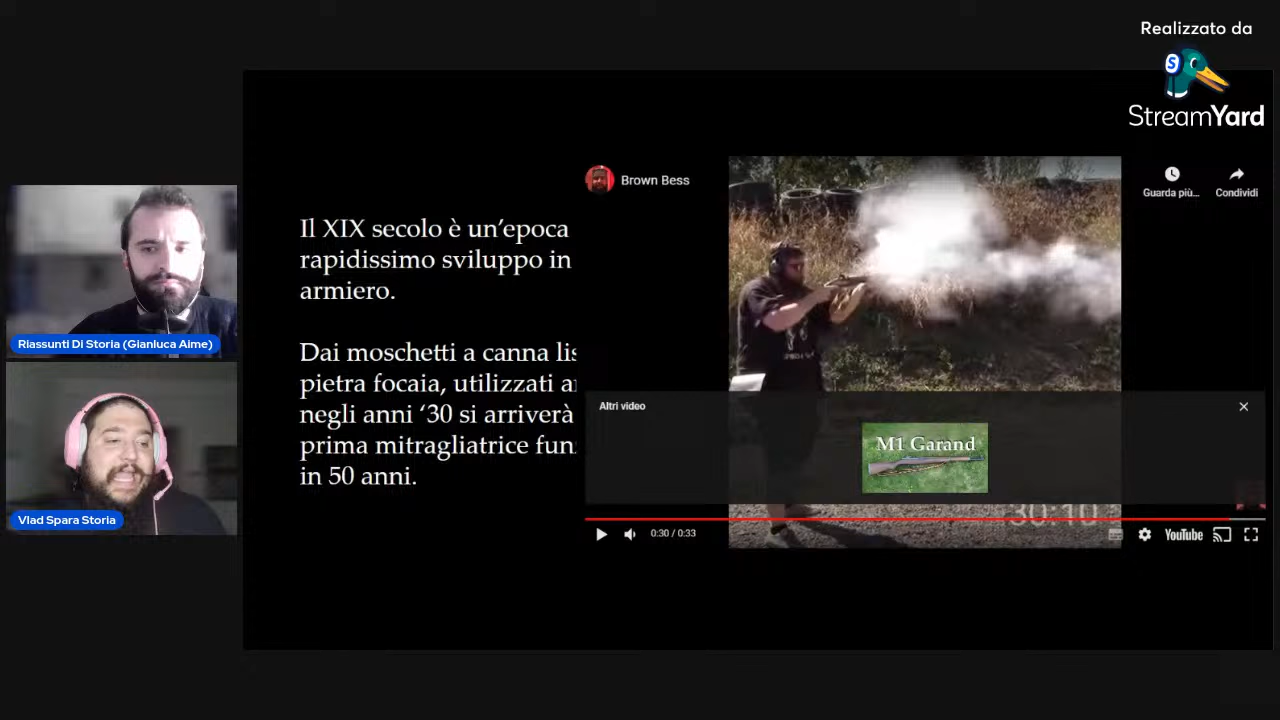 Realizzato da
StreamYard
Il XIX secolo è un’epoca
rapidissimo sviluppo in
armiero.
Dai moschetti a canna lis
pietra focaia, utilizzati
negli anni ‘30 si arriverà
prima mitragliatrice fun
in 50 anni.
Brown Bess
Guarda più...
Condividi
Altri video
M1 Garand
30:10
0:30 / 0:33
YouTube
Riassunti Di Storia (Gianluca Aime)
Vlad Spara Storia